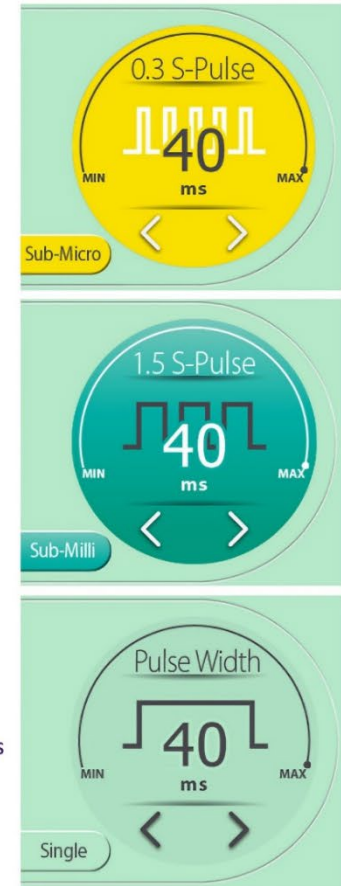 0.3 S-Pulse
40
MIN
MAX
ms
Sub-Micro
1.5 S-Pulse
40
MIN
MAX
ms
Sub-Milli
Pulse Width
40
s
MIN
MAX
ms
Single